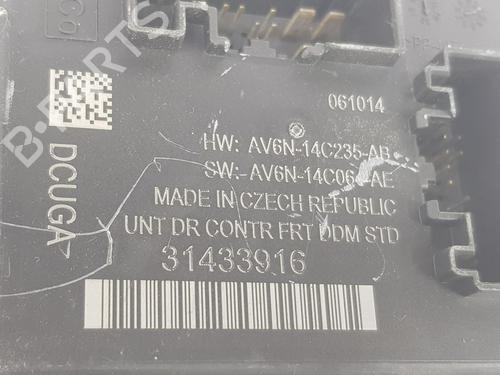 061014
HW: AV6N-14C235-AB
SW: AV6N-14C064-AE
MADE IN CZECH REPUBLIC
UNT DR CONTR FRT DDM STD
31433916
DCUGA
B-PARTS